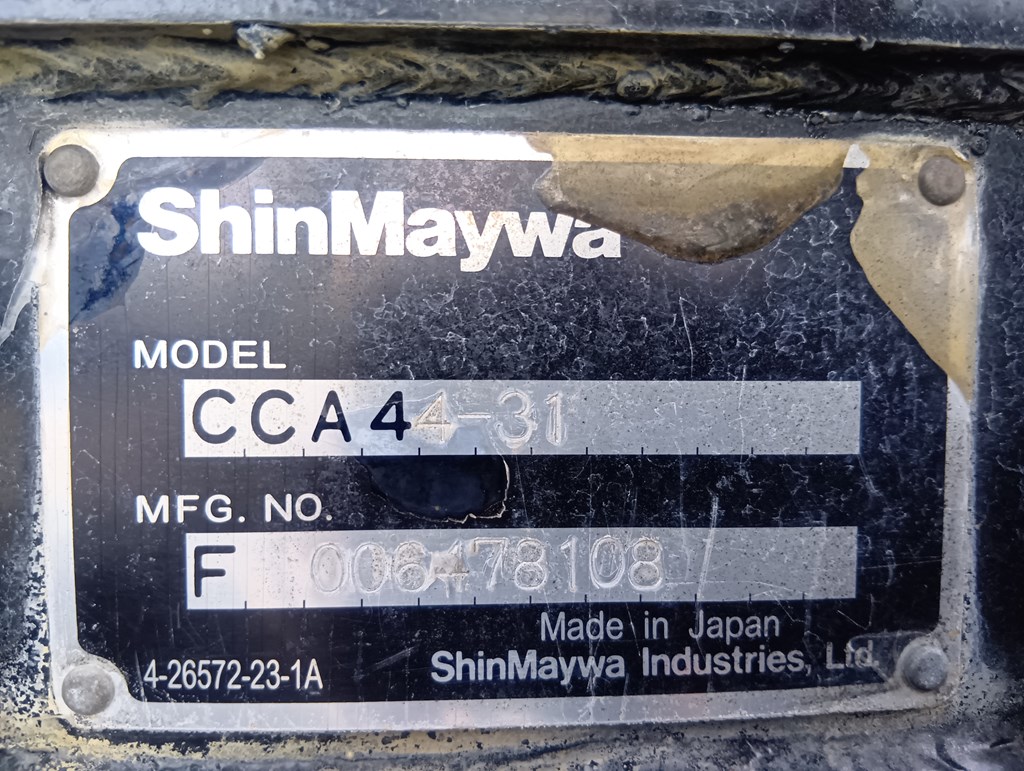 ShinMaywa
MODEL
CCA44-31
MFG. NO.
F 006478108
Made in Japan
4-26572-23-1A
ShinMaywa Industries, Ltd.